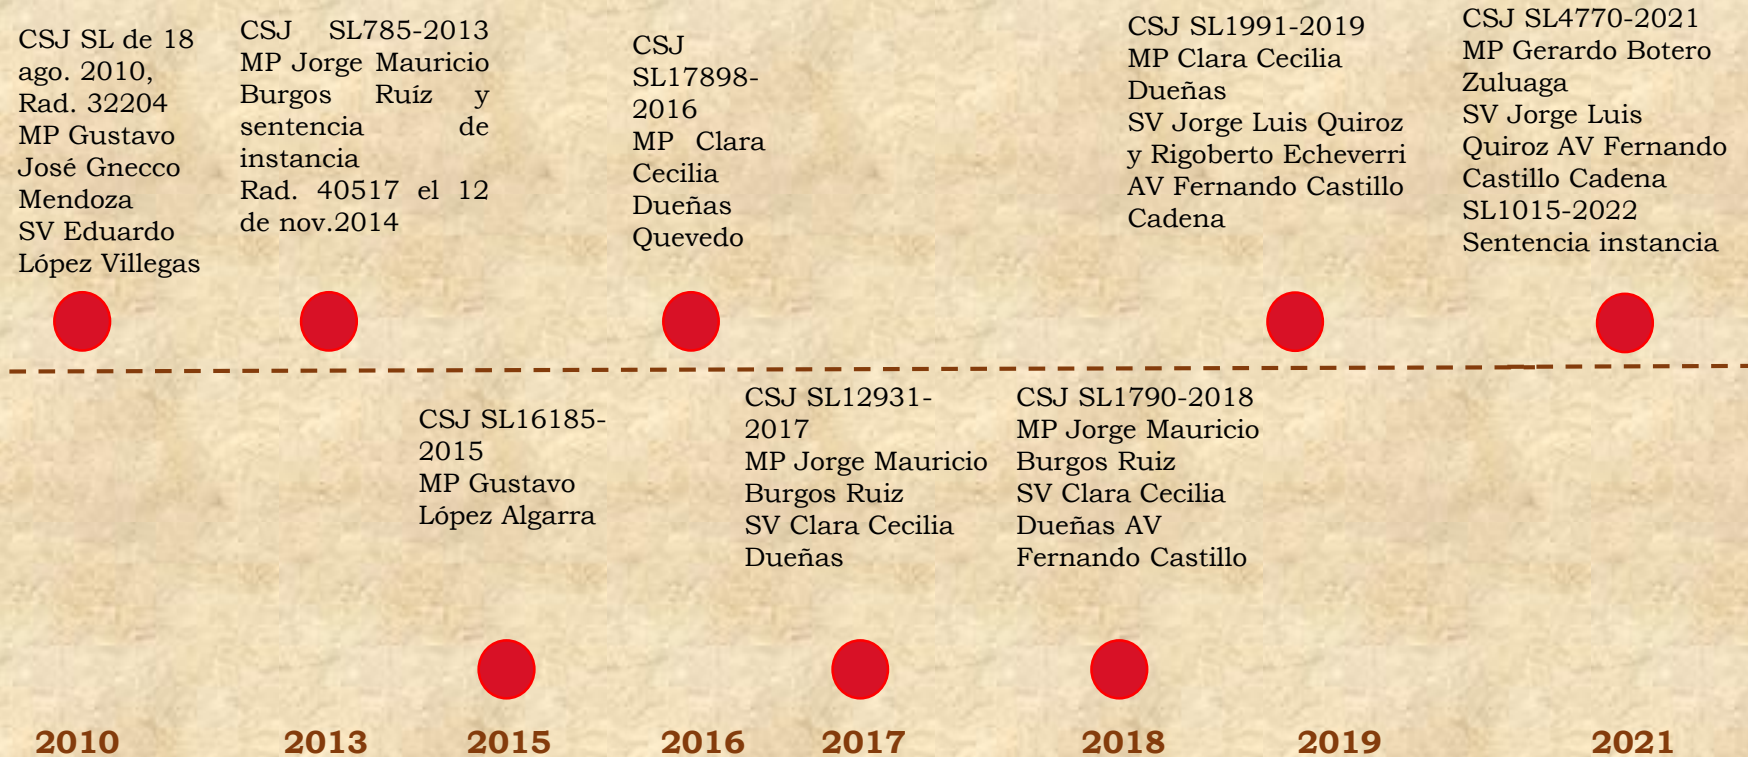 CSJ SL de 18
ago. 2010,
Rad. 32204
MP Gustavo
José Gnecco
Mendoza
SV Eduardo
López Villegas
CSJ SL785-2013
MP Jorge Mauricio
Burgos Ruíz y
sentencia de
instancia
Rad. 40517 el 12
de nov.2014
CSJ
SL17898-
2016
MP Clara
Cecilia
Dueñas
Quevedo
CSJ SL1991-2019
MP Clara Cecilia
Dueñas
SV Jorge Luis Quiroz
y Rigoberto Echeverri
AV Fernando Castillo
Cadena
CSJ SL4770-2021
MP Gerardo Botero
Zuluaga
SV Jorge Luis
Quiroz AV Fernando
Castillo Cadena
SL1015-2022
Sentencia instancia
CSJ SL16185-
2015
MP Gustavo
López Algarra
CSJ SL12931-
2017
MP Jorge Mauricio
Burgos Ruiz
SV Clara Cecilia
Dueñas
CSJ SL1790-2018
MP Jorge Mauricio
Burgos Ruiz
SV Clara Cecilia
Dueñas AV
Fernando Castillo
2010 2013 2015 2016 2017 2018 2019 2021